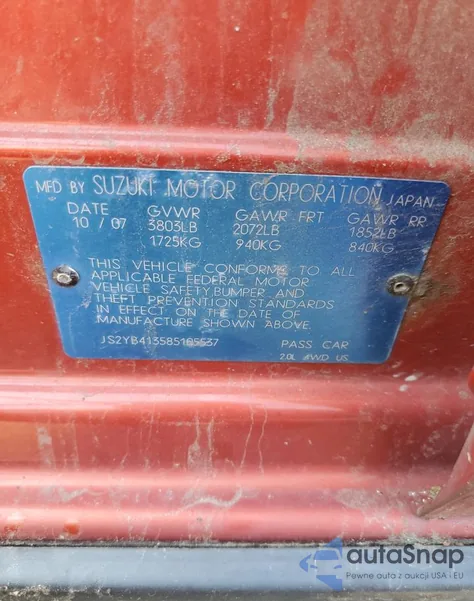 MFD BY SUZUKI MOTOR CORPORATION JAPAN
DATE GVWR GAWR FRT GAWR RR
10 / 07 3803LB 2072LB 1852LB
1725KG 940KG 840KG
THIS VEHICLE CONFORMS TO ALL
APPLICABLE FEDERAL MOTOR
VEHICLE SAFETY,BUMPER AND
THEFT PREVENTION STANDARDS
IN EFFECT ON THE DATE OF
MANUFACTURE SHOWN ABOVE.
JS2YB413585105537 PASS CAR
2.0L 4WD US
autoSnap
Pewne auta z aukcji USA i EU